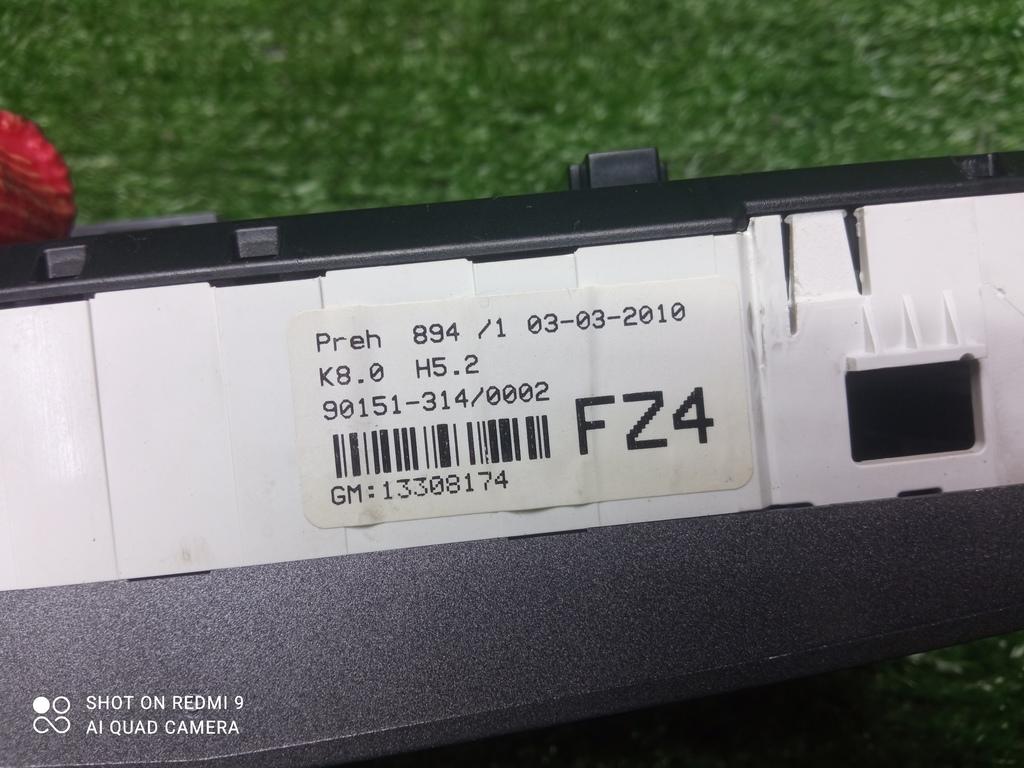 Preh 894 /1 03-03-2010
K8.0 H5.2
90151-314/0002
FZ4
GM:13308174
SHOT ON REDMI 9
AI QUAD CAMERA